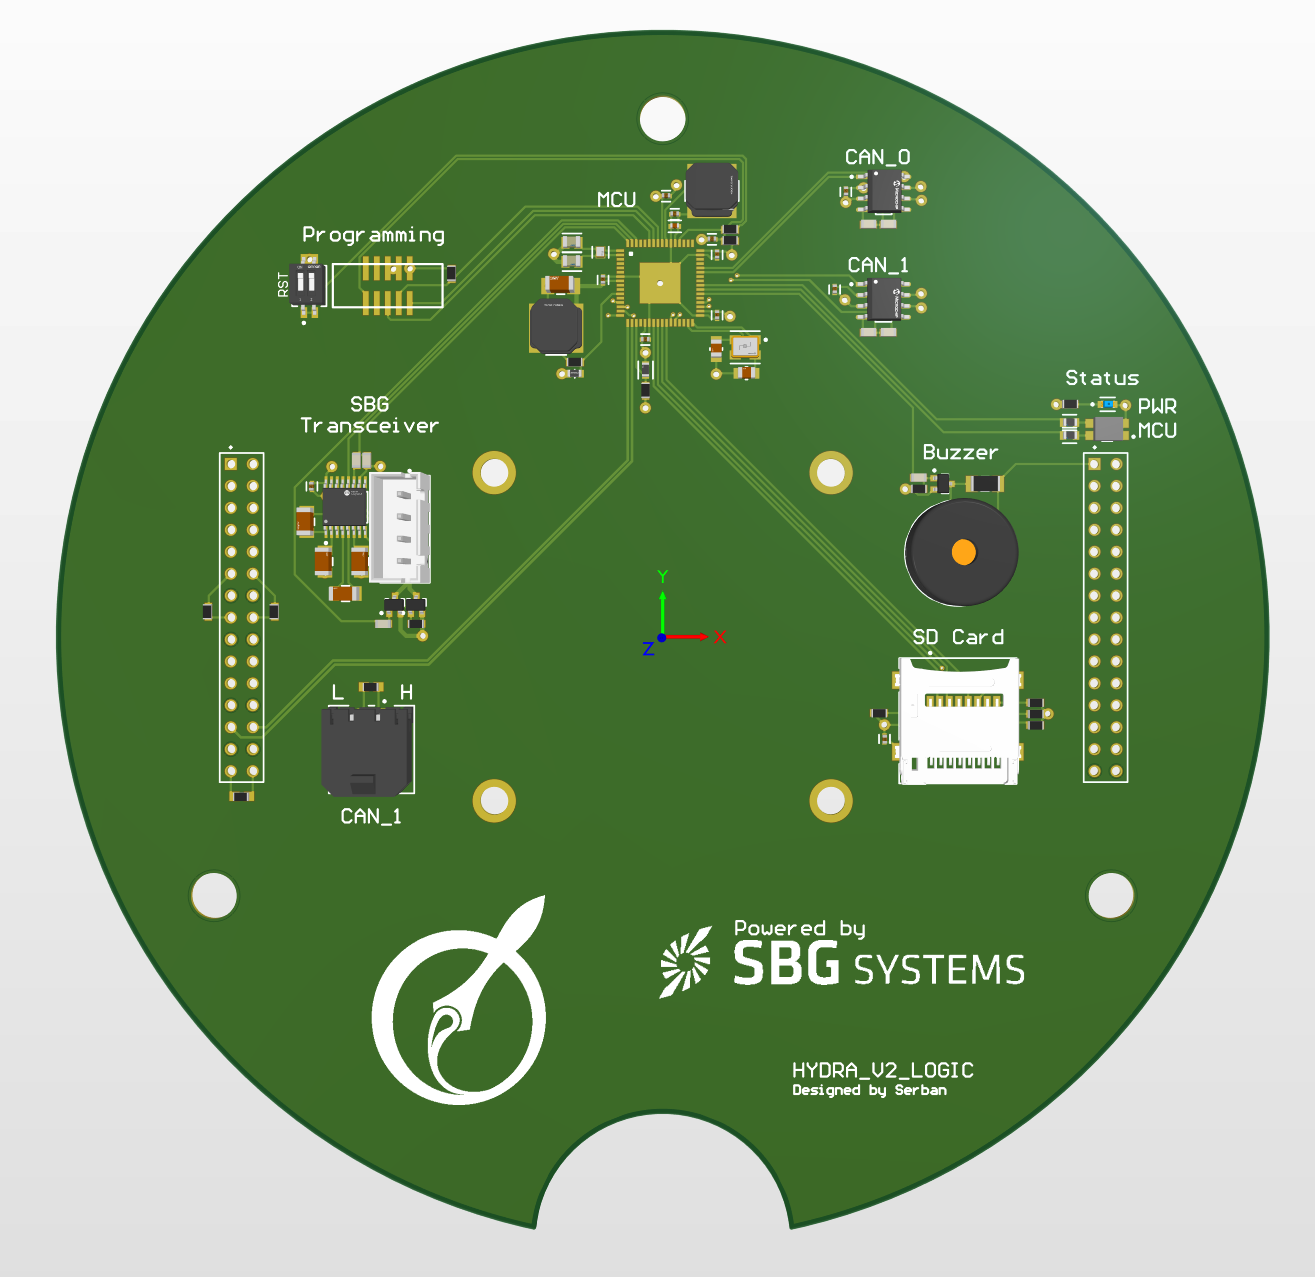 CAN_0
MCU
Programming
CAN_1
RST
Status
SBG
Transceiver
PWR
MCU
Buzzer
Y
SD Card
X
Z
L H
CAN_1
Powered by
SBG SYSTEMS
HYDRA_V2_LOGIC
Designed by Serban